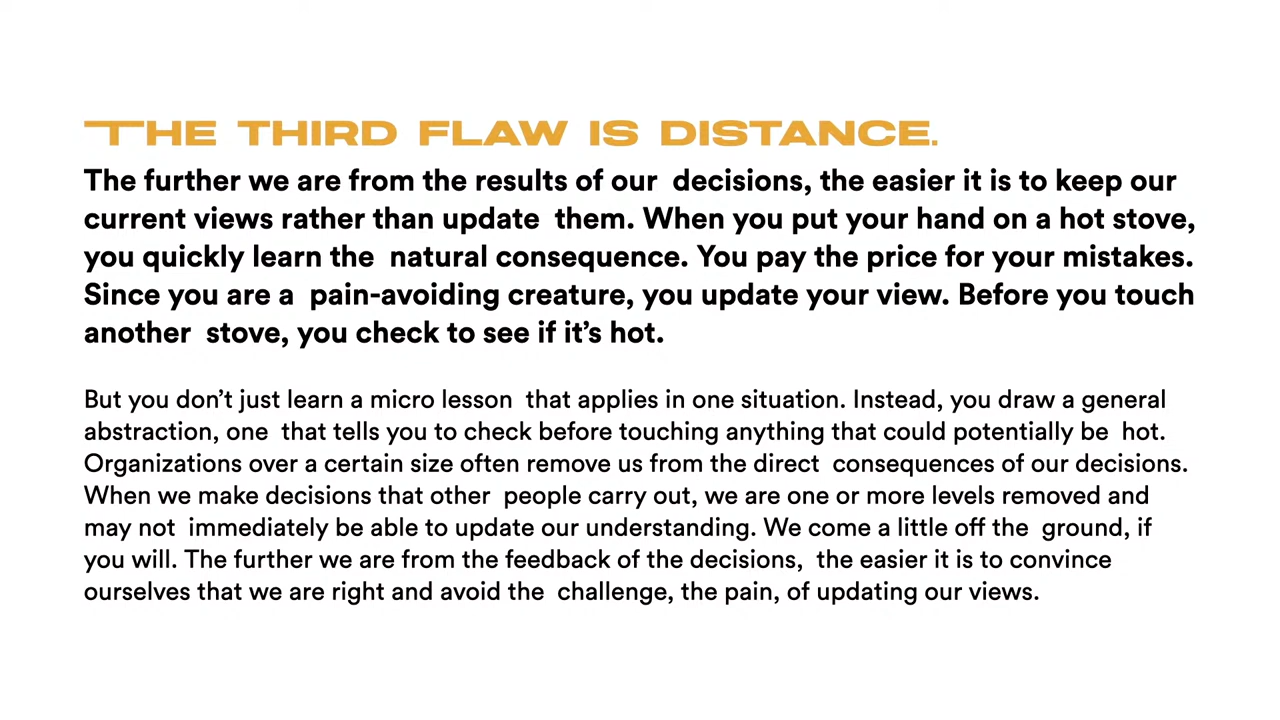 THE THIRD FLAW IS DISTANCE.
The further we are from the results of our  decisions, the easier it is to keep our
current views rather than update  them. When you put your hand on a hot stove,
you quickly learn the  natural consequence. You pay the price for your mistakes.
Since you are a  pain-avoiding creature, you update your view. Before you touch
another  stove, you check to see if it’s hot.
But you don’t just learn a micro lesson  that applies in one situation. Instead, you draw a general
abstraction, one  that tells you to check before touching anything that could potentially be  hot.
Organizations over a certain size often remove us from the direct  consequences of our decisions.
When we make decisions that other  people carry out, we are one or more levels removed and
may not  immediately be able to update our understanding. We come a little off the  ground, if
you will. The further we are from the feedback of the decisions,  the easier it is to convince
ourselves that we are right and avoid the  challenge, the pain, of updating our views.